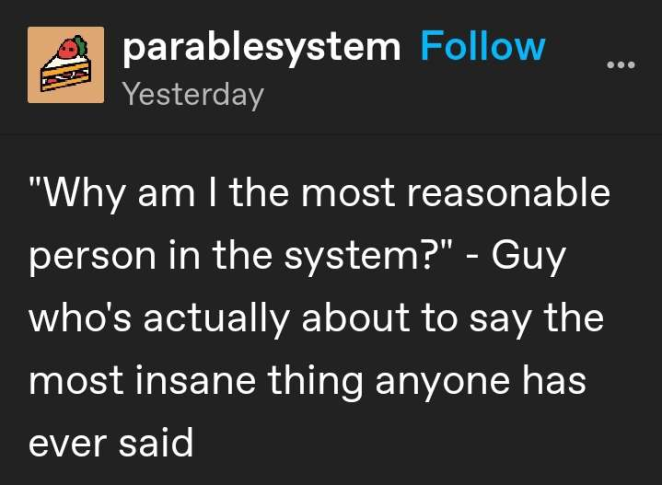 parablesystem Follow
Yesterday
"Why am I the most reasonable
person in the system?" - Guy
who's actually about to say the
most insane thing anyone has
ever said